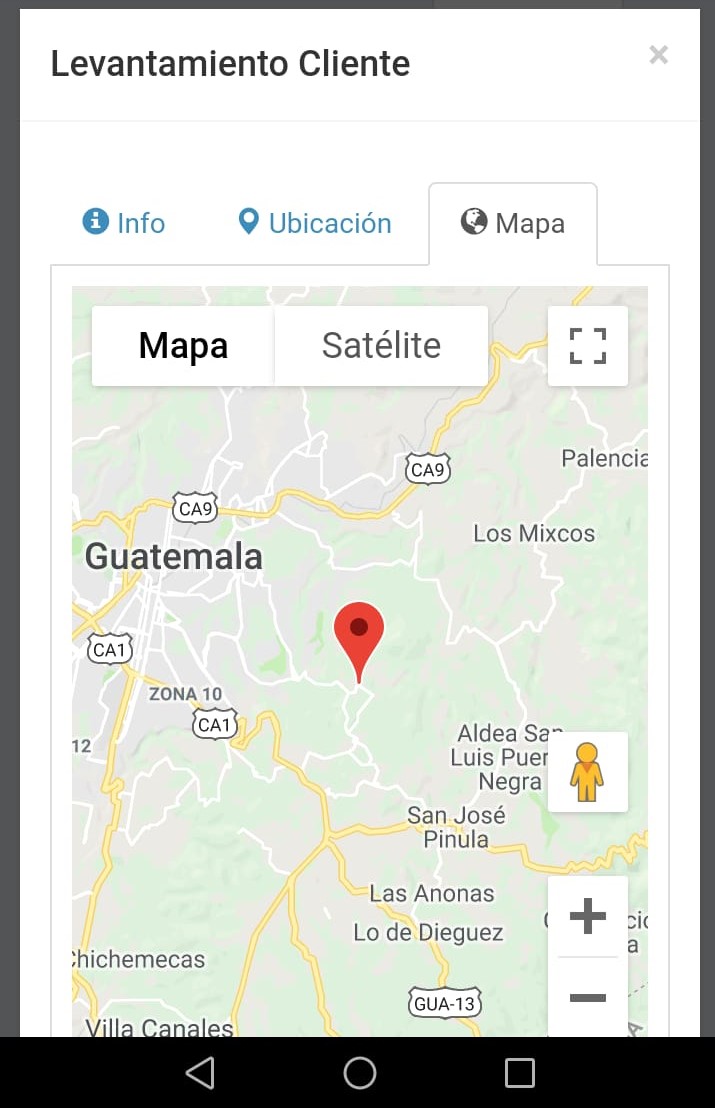 Levantamiento Cliente
×
Info
Ubicación
Mapa
Mapa
Satélite
Palencia
CA9
CA9
Los Mixcos
Guatemala
CA1
ZONA 10
CA1
12
Aldea San
Luis Puer
Negra
San José
Pinula
Las Anonas
Lo de Dieguez
Chichemecas
GUA-13
Villa Canales